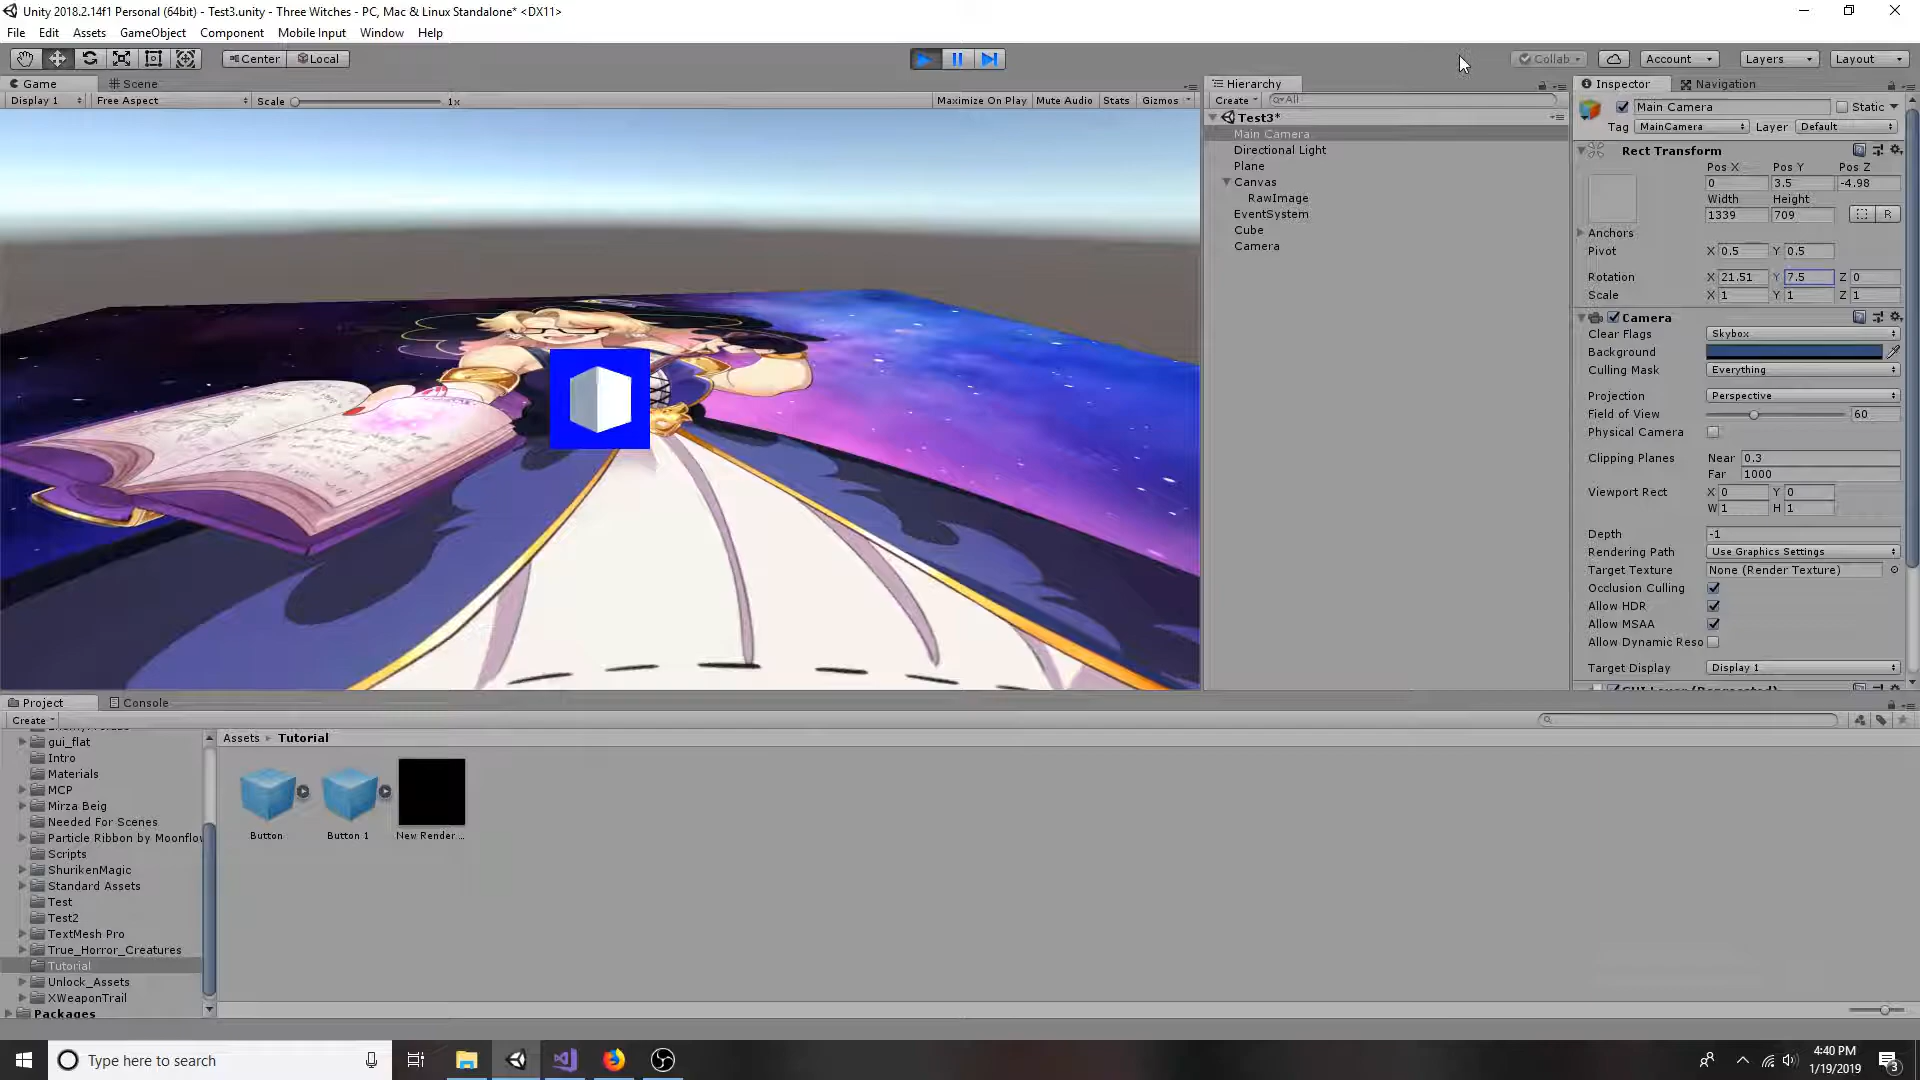 Unity 2018.2.14f1 Personal (64bit) - Test3.unity - Three Witches - PC, Mac & Linux Standalone* <DX11>
File Edit Assets GameObject Component Mobile Input Window Help
Center Local Collab Account Layers Layout
Game Scene
Display 1 Free Aspect Scale 1x Maximize On Play Mute Audio Stats Gizmos
Hierarchy
Create All
Test3*
Main Camera
Directional Light
Plane
Canvas
RawImage
EventSystem
Cube
Camera
Inspector Navigation
Main Camera Static
Tag MainCamera Layer Default
Rect Transform
Pos X Pos Y Pos Z
0 3.5 -4.98
Width Height
1339 709 R
Anchors
Pivot X 0.5 Y 0.5
Rotation X 21.51 Y 7.5 Z 0
Scale X 1 Y 1 Z 1
Camera
Clear Flags Skybox
Background
Culling Mask Everything
Projection Perspective
Field of View 60
Physical Camera
Clipping Planes Near 0.3
Far 1000
Viewport Rect X 0 Y 0
W 1 H 1
Depth -1
Rendering Path Use Graphics Settings
Target Texture None (Render Texture)
Occlusion Culling
Allow HDR
Allow MSAA
Allow Dynamic Reso
Target Display Display 1
Project Console
Create
gui_flat
Intro
Materials
MCP
Mirza Beig
Needed For Scenes
Particle Ribbon by Moonflow
Scripts
ShurikenMagic
Standard Assets
Test
Test2
TextMesh Pro
True_Horror_Creatures
Tutorial
Unlock_Assets
XWeaponTrail
Packages
Assets Tutorial
Button Button 1 New Render ...
Type here to search
4:40 PM
1/19/2019
3